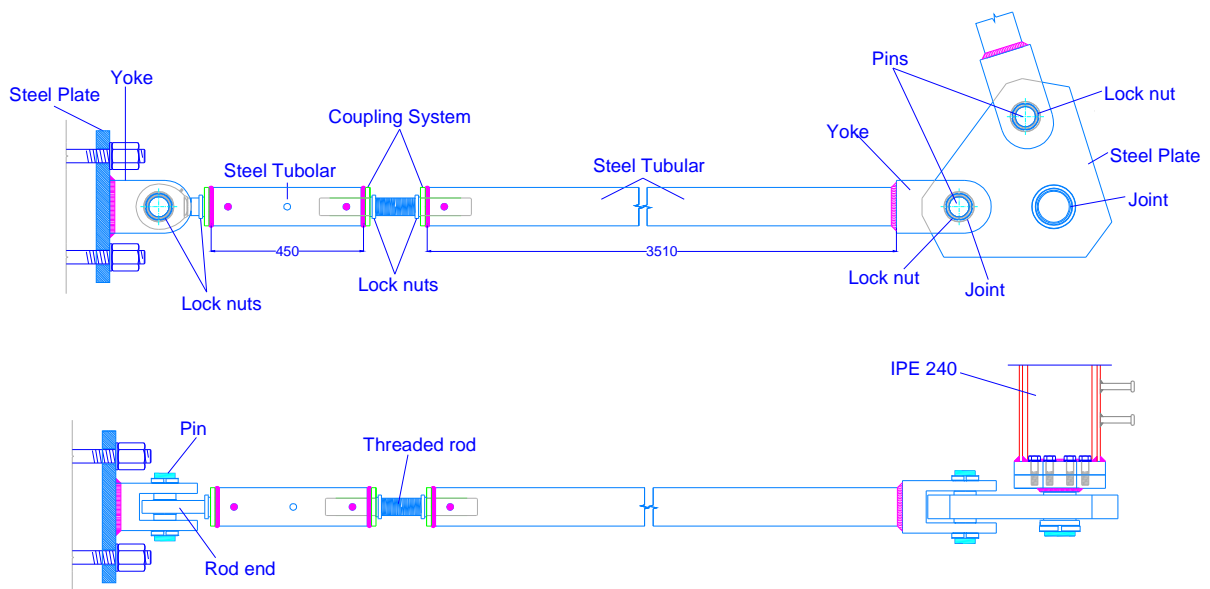 Pins
Yoke
Steel Plate
Lock nut
Coupling System
Yoke
Steel Tubolar
Steel Tubular
Steel Plate
Joint
450
3510
Lock nuts
Lock nuts
Lock nut
Joint
IPE 240
Pin
Threaded rod
Rod end